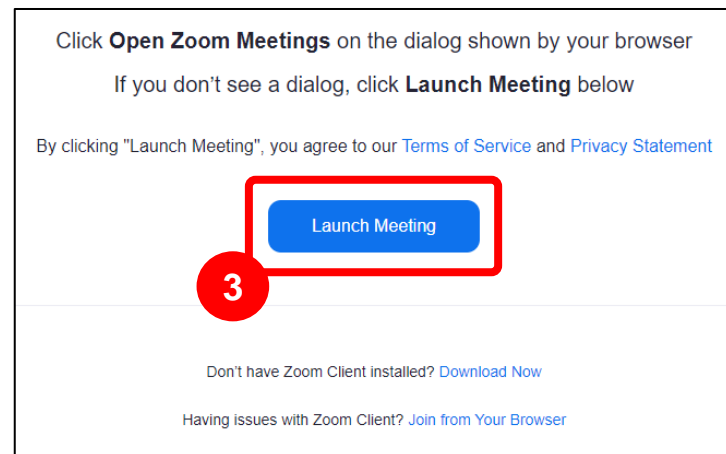 Click Open Zoom Meetings on the dialog shown by your browser
If you don't see a dialog, click Launch Meeting below
By clicking "Launch Meeting", you agree to our Terms of Service and Privacy Statement
Launch Meeting
3
Don't have Zoom Client installed? Download Now
Having issues with Zoom Client? Join from Your Browser